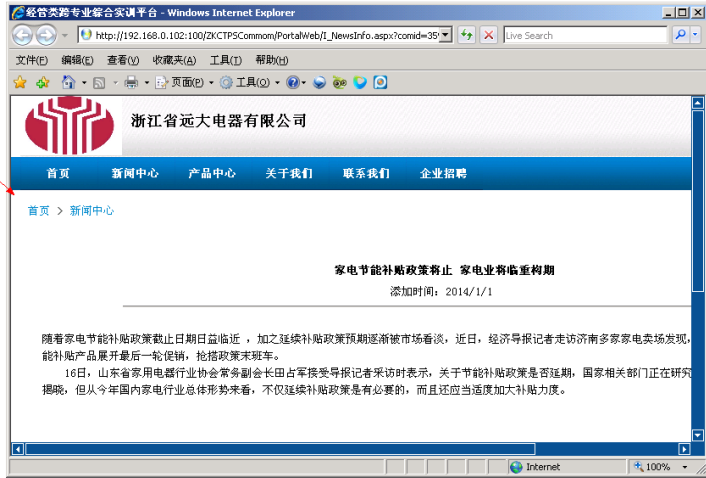 经管类跨专业综合实训平台 - Windows Internet Explorer
http://192.168.0.102:100/ZKCTPSCommom/PortalWeb/I_NewsInfo.aspx?comid=35
Live Search
文件(F) 编辑(E) 查看(V) 收藏夹(A) 工具(T) 帮助(H)
页面(P) 工具(O)
浙江省远大电器有限公司
首页 新闻中心 产品中心 关于我们 联系我们 企业招聘
首页 > 新闻中心
家电节能补贴政策将止 家电业将临重构期
添加时间：2014/1/1
随着家电节能补贴政策截止日期日益临近，加之延续补贴政策预期逐渐被市场看淡，近日，经济导报记者走访济南多家家电卖场发现，
能补贴产品展开最后一轮促销，抢搭政策末班车。
16日，山东省家用电器行业协会常务副会长田占军接受导报记者采访时表示，关于节能补贴政策是否延期，国家相关部门正在研究
揭晓，但从今年国内家电行业总体形势来看，不仅延续补贴政策是有必要的，而且还应当适度加大补贴力度。
Internet 100%